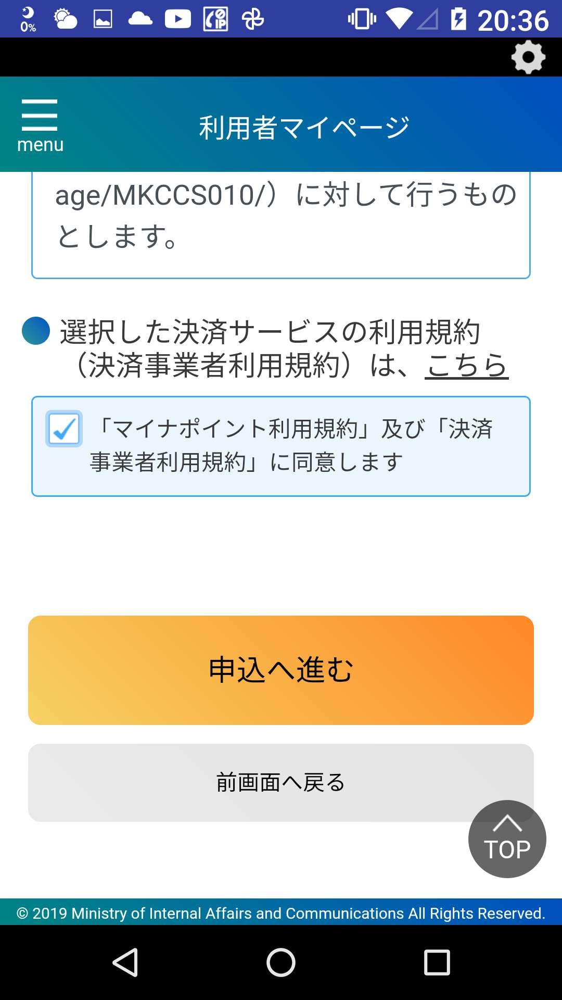 0%
20:36
menu
利用者マイページ
age/MKCCS010/）に対して行うもの
とします。
選択した決済サービスの利用規約
（決済事業者利用規約）は、こちら
「マイナポイント利用規約」及び「決済
事業者利用規約」に同意します
申込へ進む
前画面へ戻る
TOP
© 2019 Ministry of Internal Affairs and Communications All Rights Reserved.